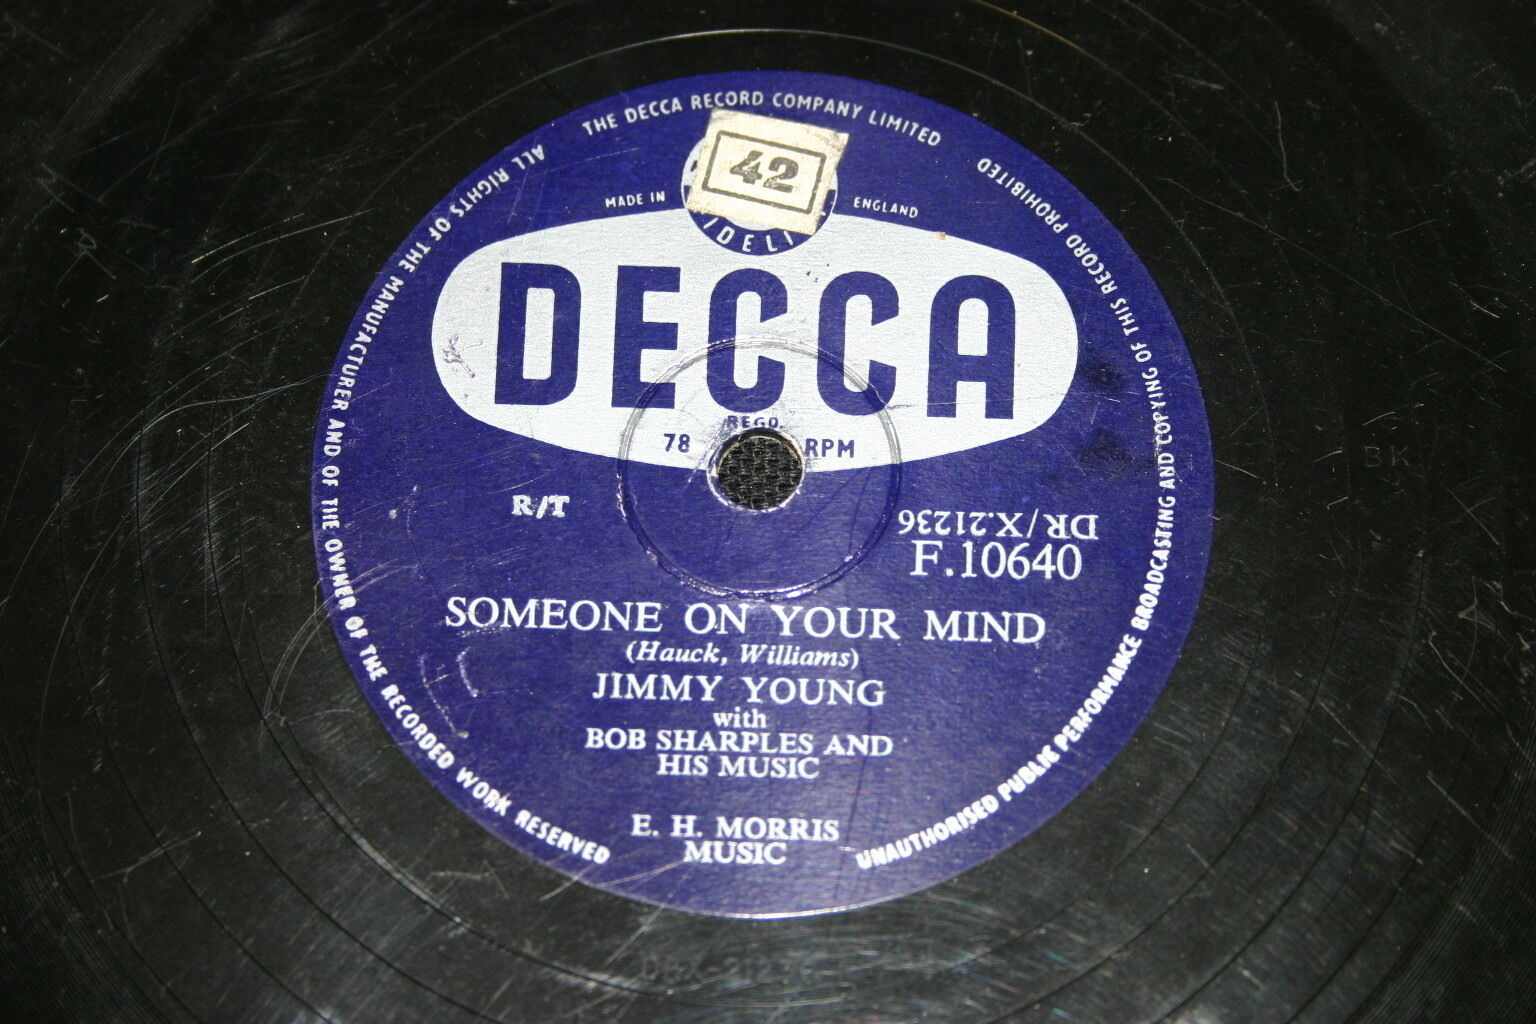 THE DECCA RECORD COMPANY LIMITED
ALL RIGHTS OF THE MANUFACTURER AND OF THE OWNER OF THE RECORDED WORK RESERVED
UNAUTHORISED PUBLIC PERFORMANCE BROADCASTING AND COPYING OF THIS RECORD PROHIBITED
42
MADE IN ENGLAND
DECCA
REGD.
78 RPM
R/T
DR/X.21236
F.10640
SOMEONE ON YOUR MIND
(Hauck, Williams)
JIMMY YOUNG
with
BOB SHARPLES AND
HIS MUSIC
E. H. MORRIS
MUSIC
BK